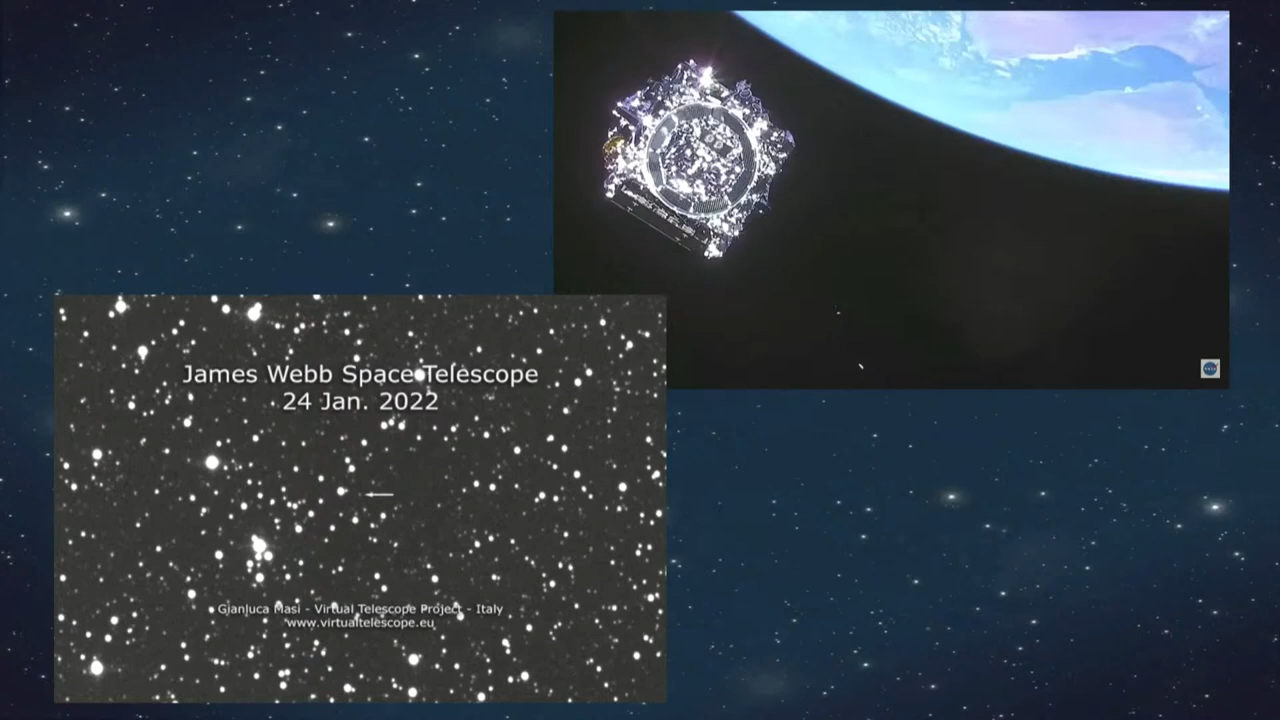 James Webb Space Telescope
24 Jan. 2022
Gianluca Masi - Virtual Telescope Project - Italy
www.virtualtelescope.eu